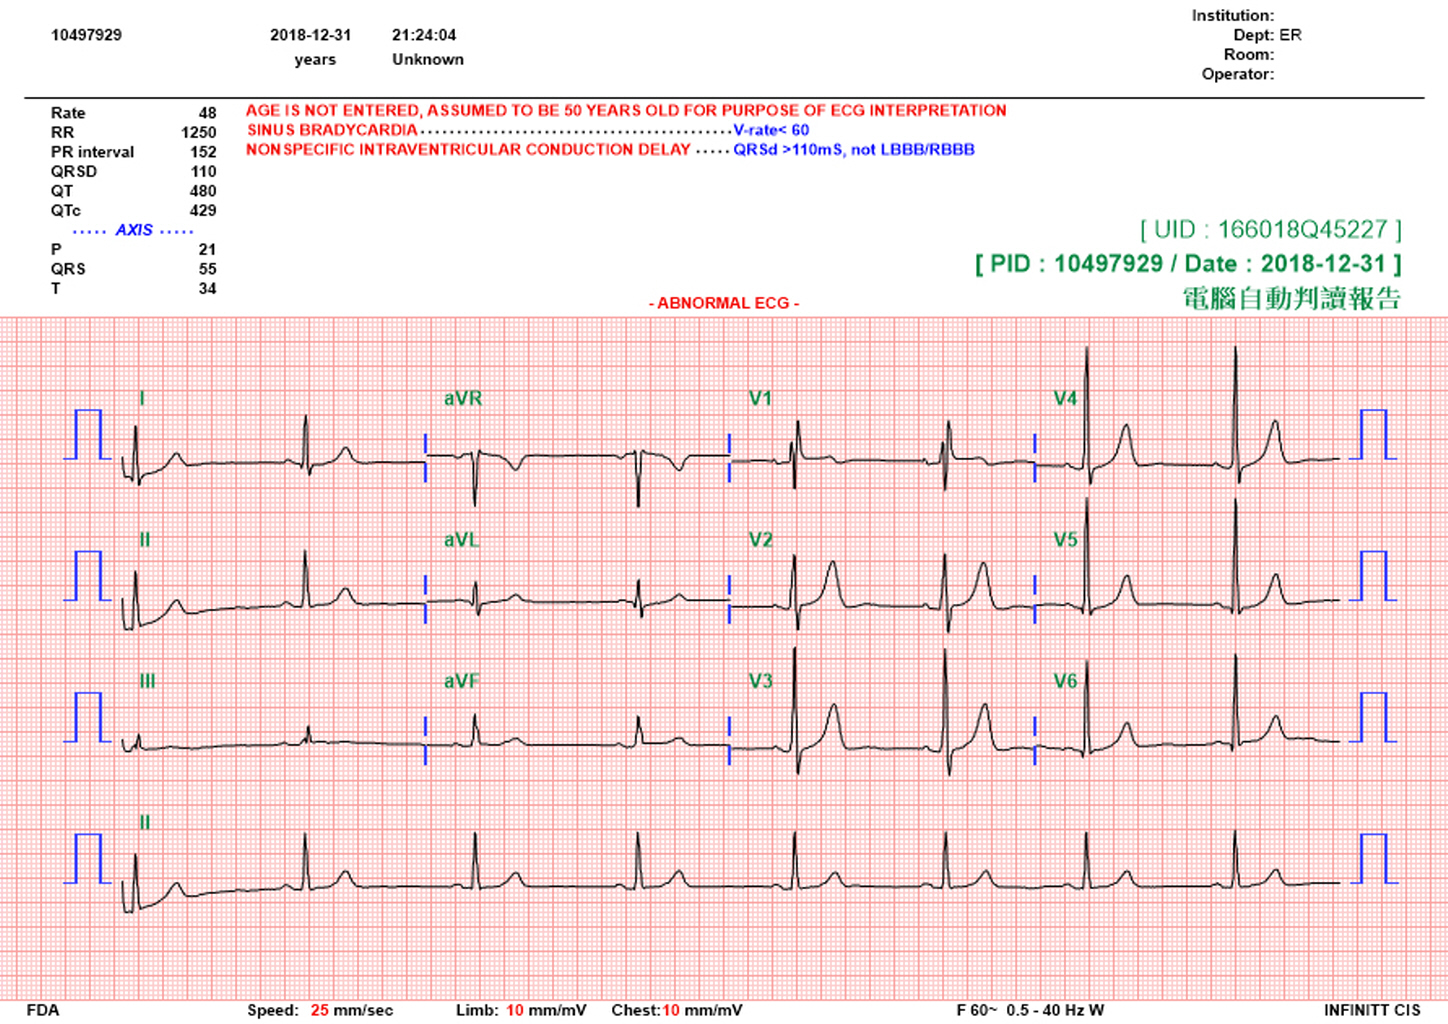 Institution:
10497929 2018-12-31 21:24:04 Dept: ER
years Unknown Room:
Operator:
Rate 48 AGE IS NOT ENTERED, ASSUMED TO BE 50 YEARS OLD FOR PURPOSE OF ECG INTERPRETATION
RR 1250 SINUS BRADYCARDIA........................................V-rate< 60
PR interval 152 NONSPECIFIC INTRAVENTRICULAR CONDUCTION DELAY .....QRSd >110mS, not LBBB/RBBB
QRSD 110
QT 480
QTc 429
..... AXIS .....
[ UID : 166018Q45227 ]
P 21
QRS 55
[ PID : 10497929 / Date : 2018-12-31 ]
T 34
電腦自動判讀報告
- ABNORMAL ECG -
I aVR V1 V4
II aVL V2 V5
III aVF V3 V6
II
FDA Speed: 25 mm/sec Limb: 10 mm/mV Chest:10 mm/mV F 60~ 0.5 - 40 Hz W INFINITT CIS